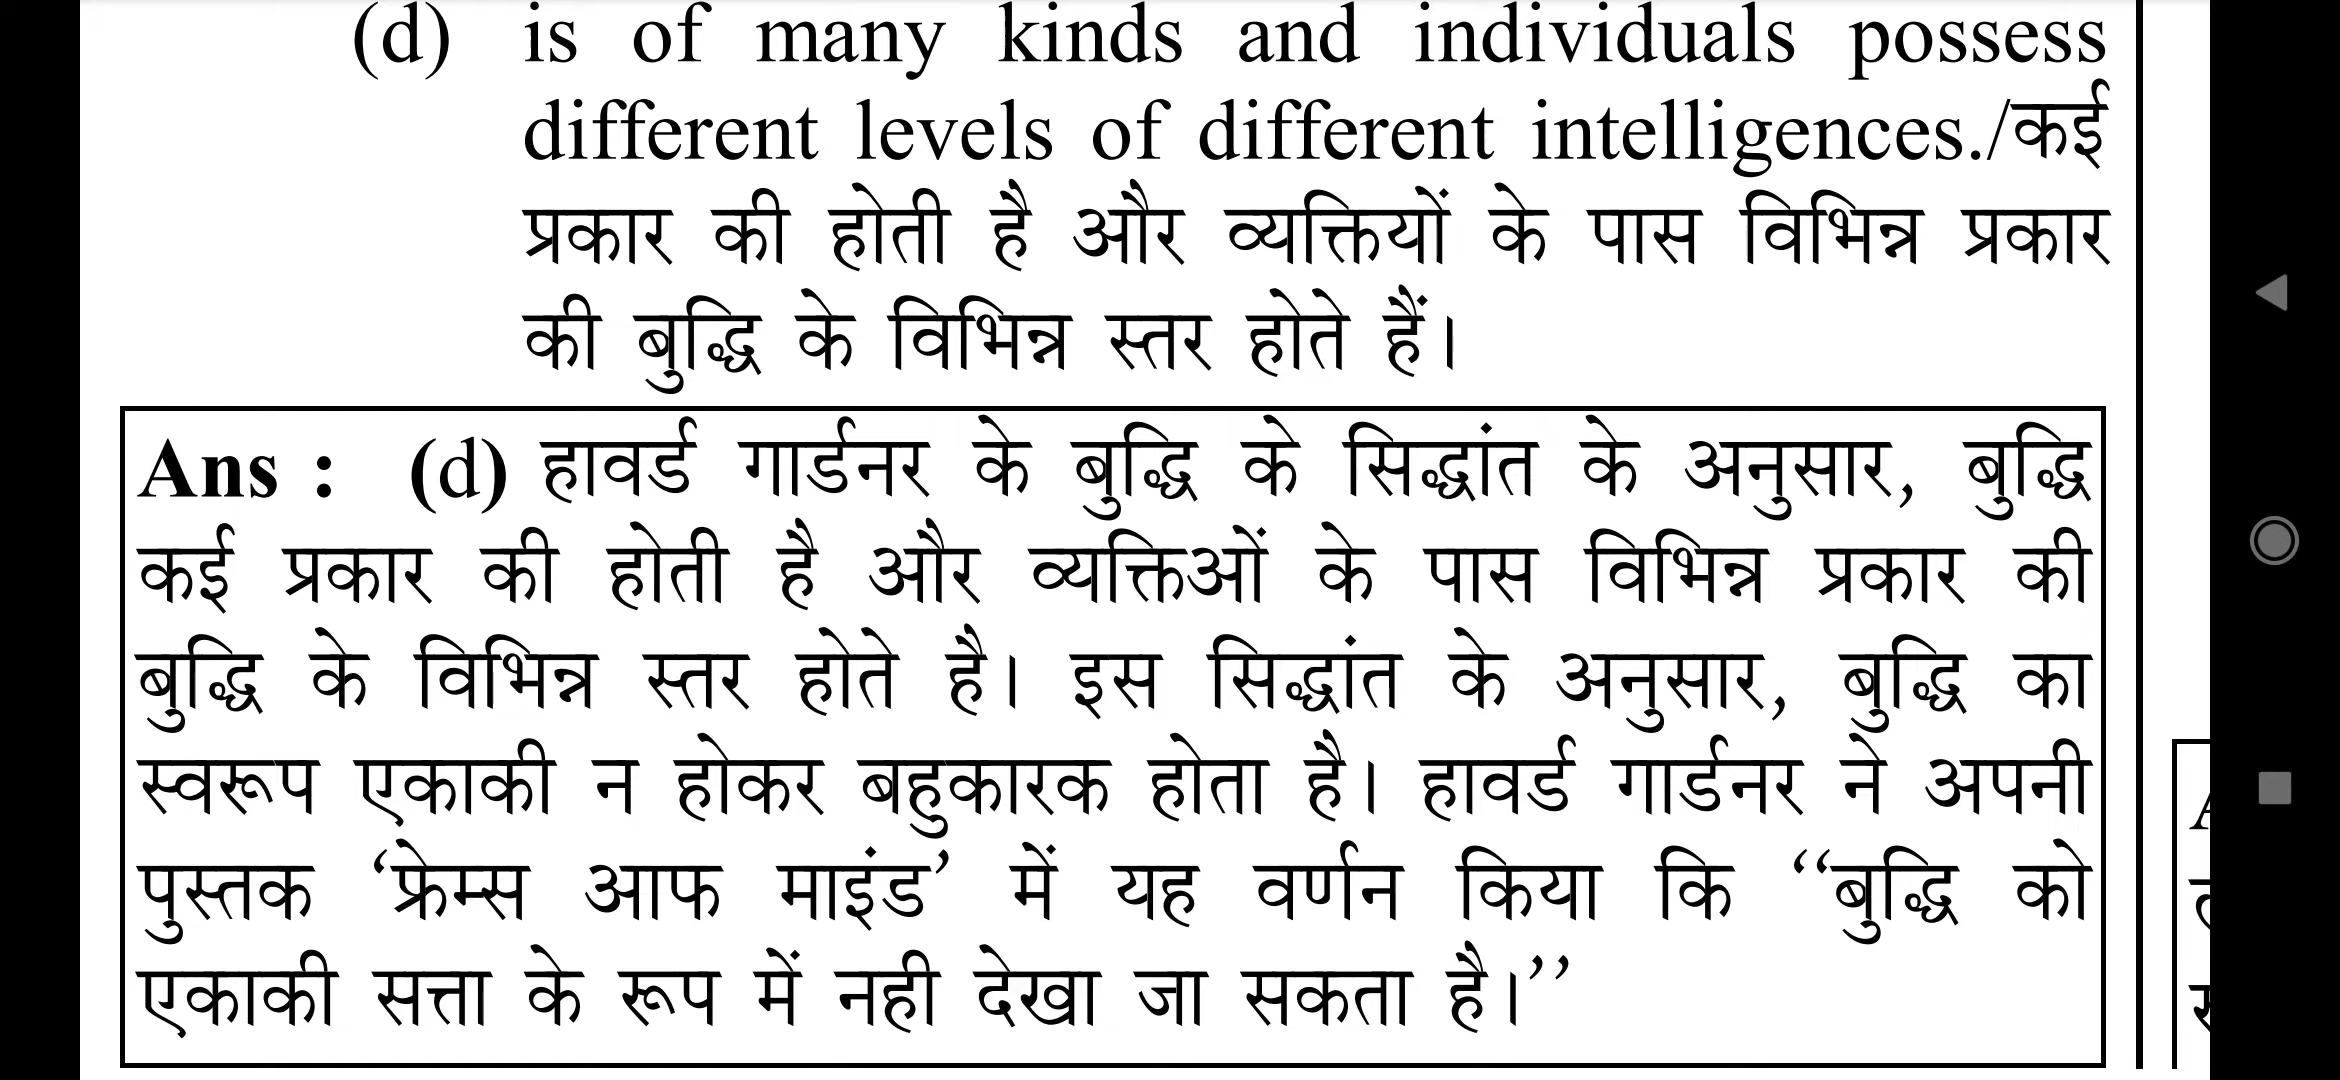 (d) is of many kinds and individuals possess
different levels of different intelligences./कई
प्रकार की होती है और व्यक्तियों के पास विभिन्न प्रकार
की बुद्धि के विभिन्न स्तर होते हैं।
Ans : (d) हावर्ड गार्डनर के बुद्धि के सिद्धांत के अनुसार, बुद्धि
कई प्रकार की होती है और व्यक्तिओं के पास विभिन्न प्रकार की
बुद्धि के विभिन्न स्तर होते है। इस सिद्धांत के अनुसार, बुद्धि का
स्वरूप एकाकी न होकर बहुकारक होता है। हावर्ड गार्डनर ने अपनी
पुस्तक ‘फ्रेम्स आफ माइंड’ में यह वर्णन किया कि ‘‘बुद्धि को
एकाकी सत्ता के रूप में नही देखा जा सकता है।’’